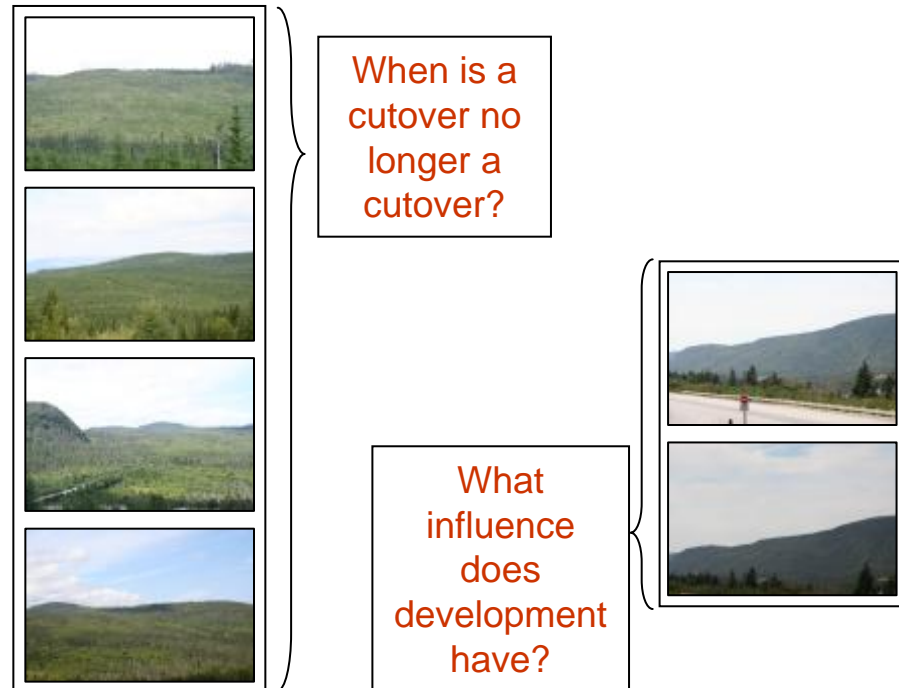 When is a
cutover no
longer a
cutover?
What
influence
does
development
have?